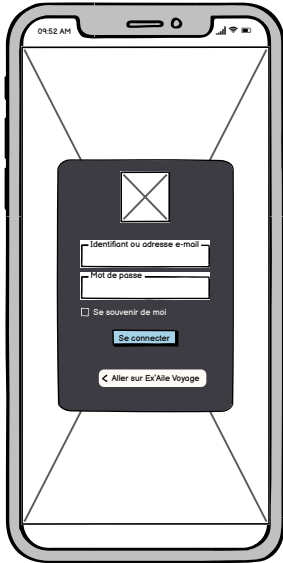 09:52 AM
Identifiant ou adresse e-mail
Mot de passe
Se souvenir de moi
Se connecter
< Aller sur Ex'Aile Voyage